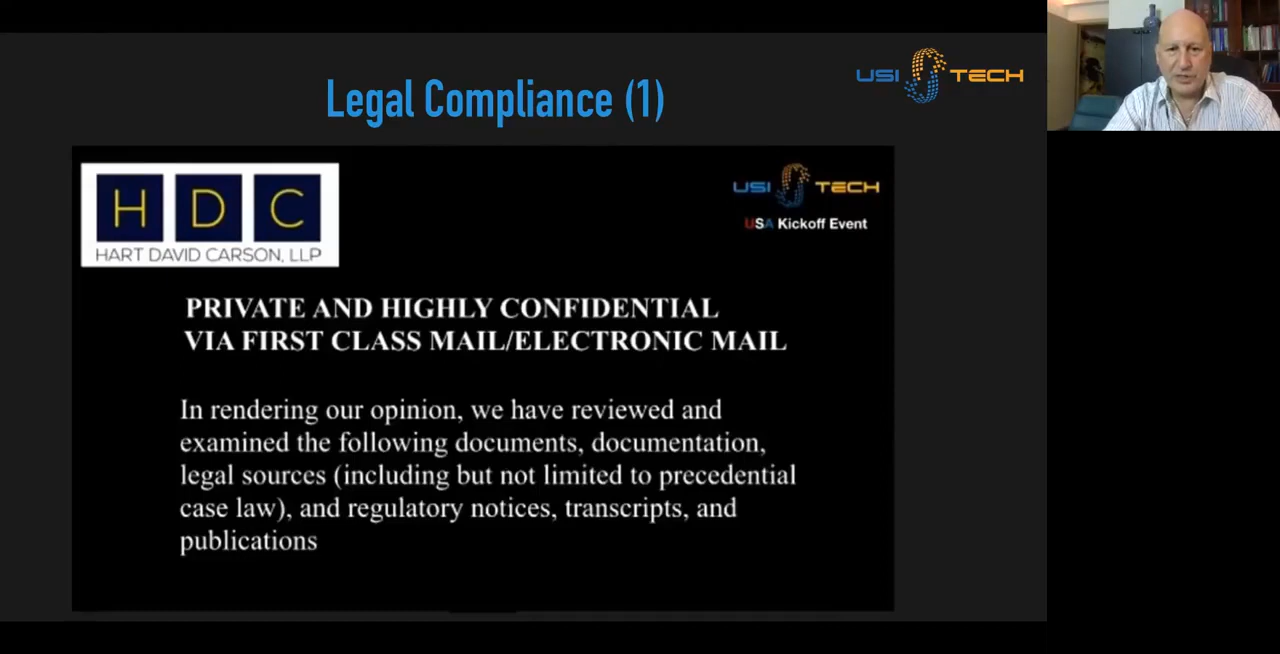 Legal Compliance (1)
USI TECH
H D C
HART DAVID CARSON, LLP
USI TECH
USA Kickoff Event
PRIVATE AND HIGHLY CONFIDENTIAL
VIA FIRST CLASS MAIL/ELECTRONIC MAIL
In rendering our opinion, we have reviewed and
examined the following documents, documentation,
legal sources (including but not limited to precedential
case law), and regulatory notices, transcripts, and
publications